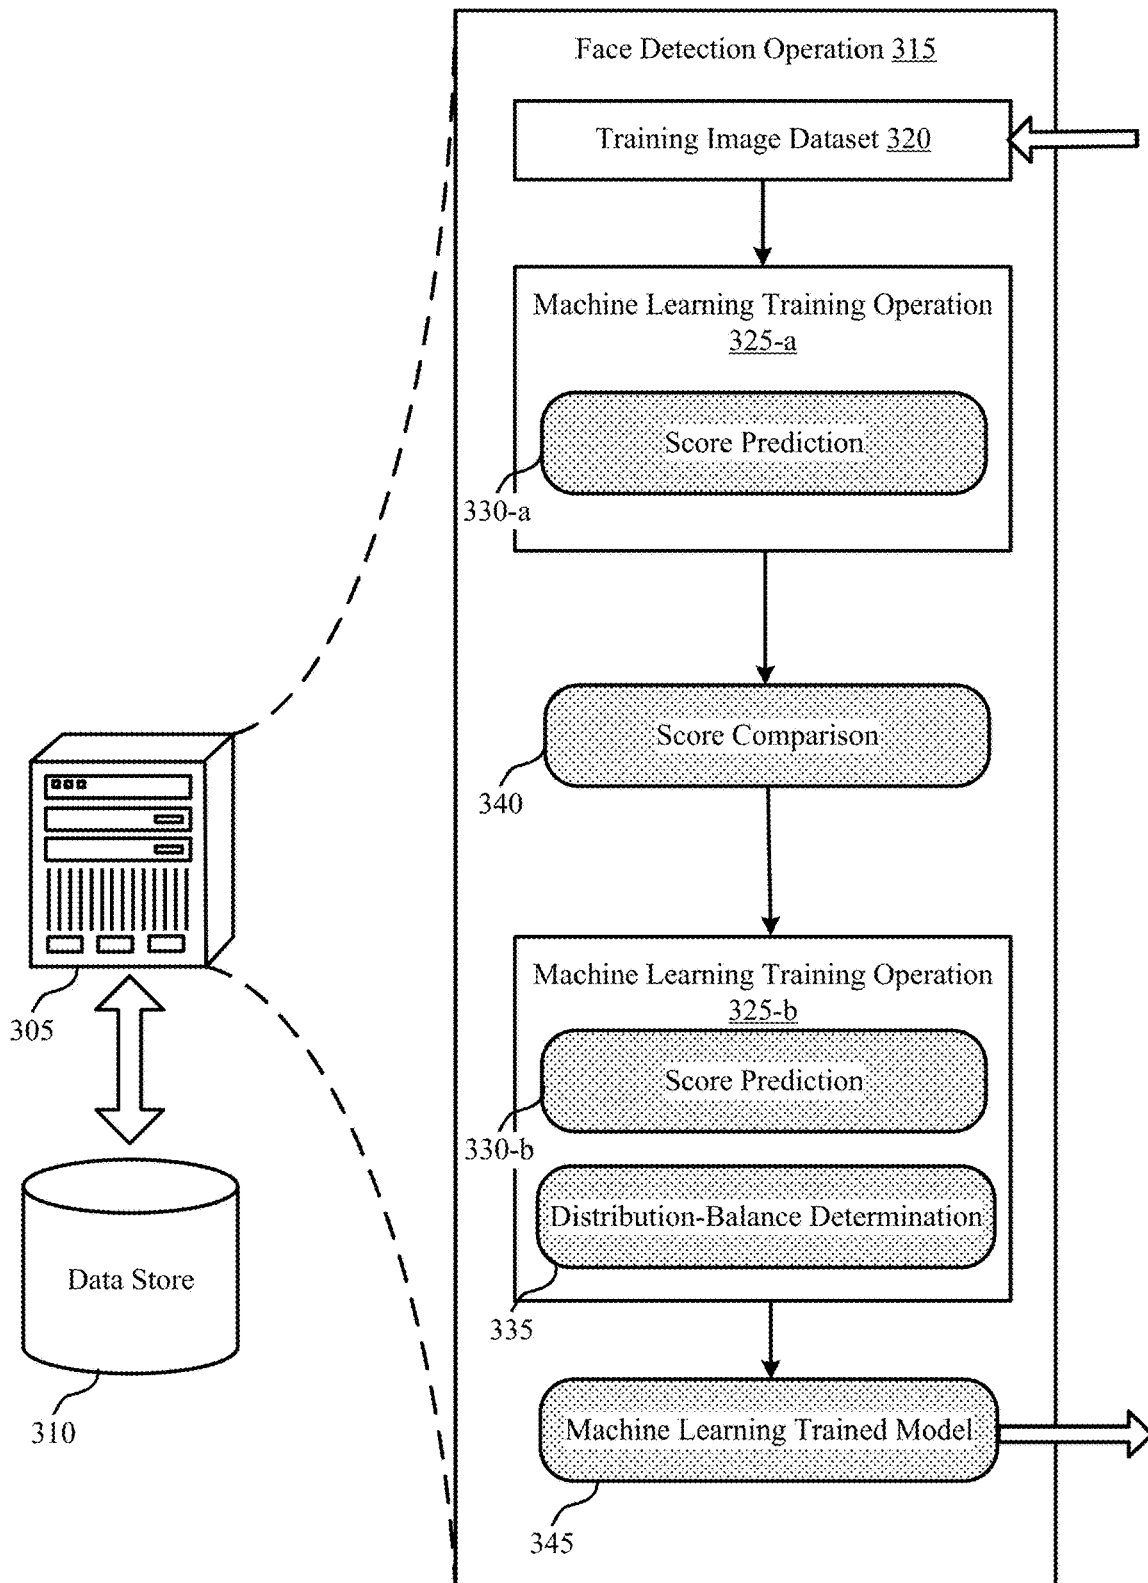 Face Detection Operation 315
Training Image Dataset 320
Machine Learning Training Operation
325-a
Score Prediction
330-a
Score Comparison
340
Machine Learning Training Operation
325-b
Score Prediction
330-b
Distribution-Balance Determination
335
Machine Learning Trained Model
345
305
Data Store
310